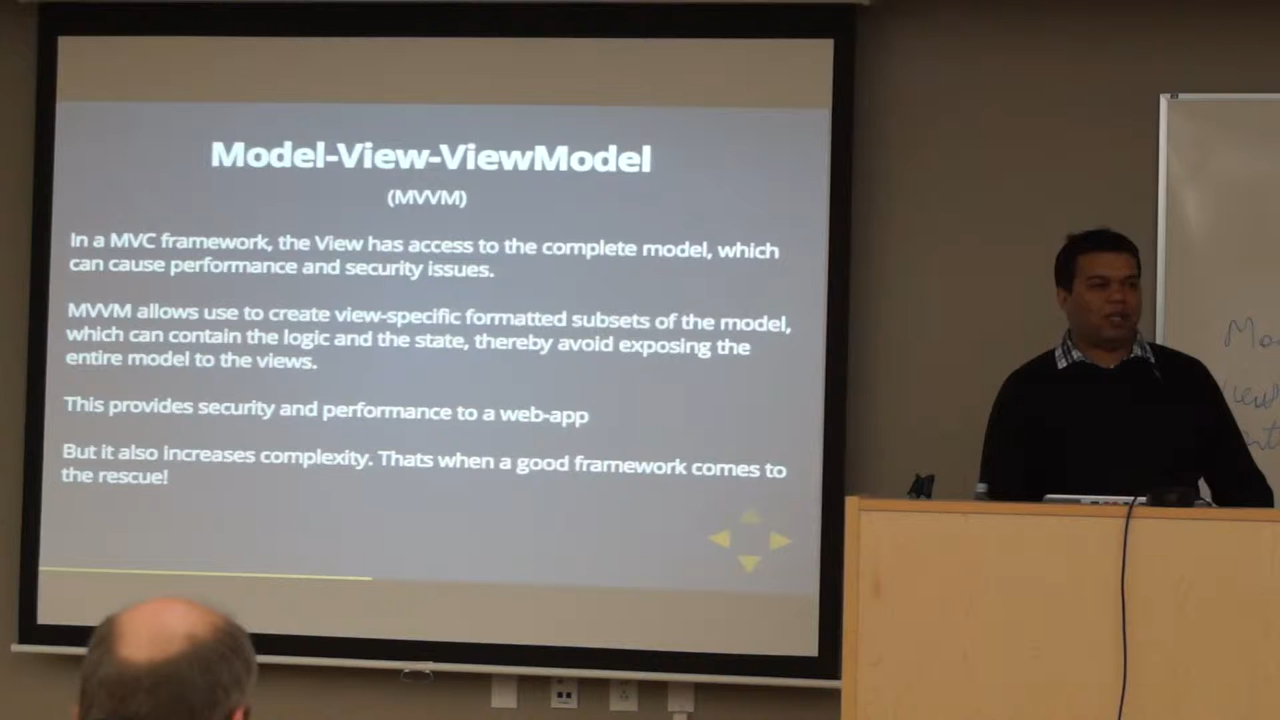 Model-View-ViewModel
(MVVM)
In a MVC framework, the View has access to the complete model, which
can cause performance and security issues.
MVVM allows use to create view-specific formatted subsets of the model,
which can contain the logic and the state, thereby avoid exposing the
entire model to the views.
This provides security and performance to a web-app
But it also increases complexity. Thats when a good framework comes to
the rescue!